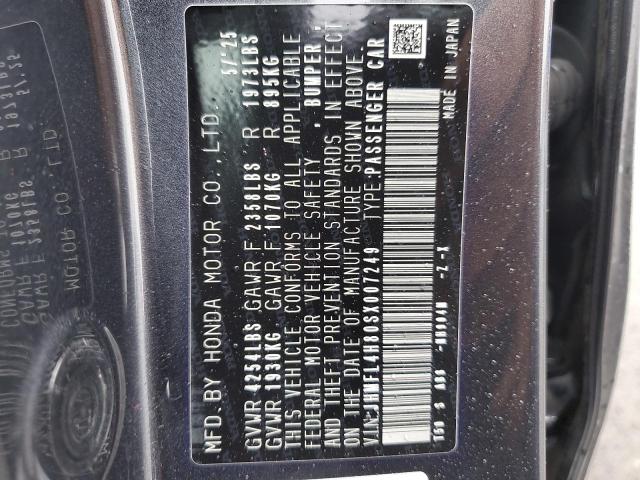 MFD.BY HONDA MOTOR CO.,LTD. 5/'25
GVWR 4254LBS GAWR F 2358LBS R 1973LBS
GVWR 1930KG GAWR F 1070KG R 895KG
THIS VEHICLE CONFORMS TO ALL APPLICABLE
FEDERAL MOTOR VEHICLE SAFETY , BUMPER ,
AND THEFT PREVENTION STANDARDS IN EFFECT
ON THE DATE OF MANUFACTURE SHOWN ABOVE.
V.I.N:JHMFL4H80SX007249 TYPE:PASSENGER CAR
MADE IN JAPAN